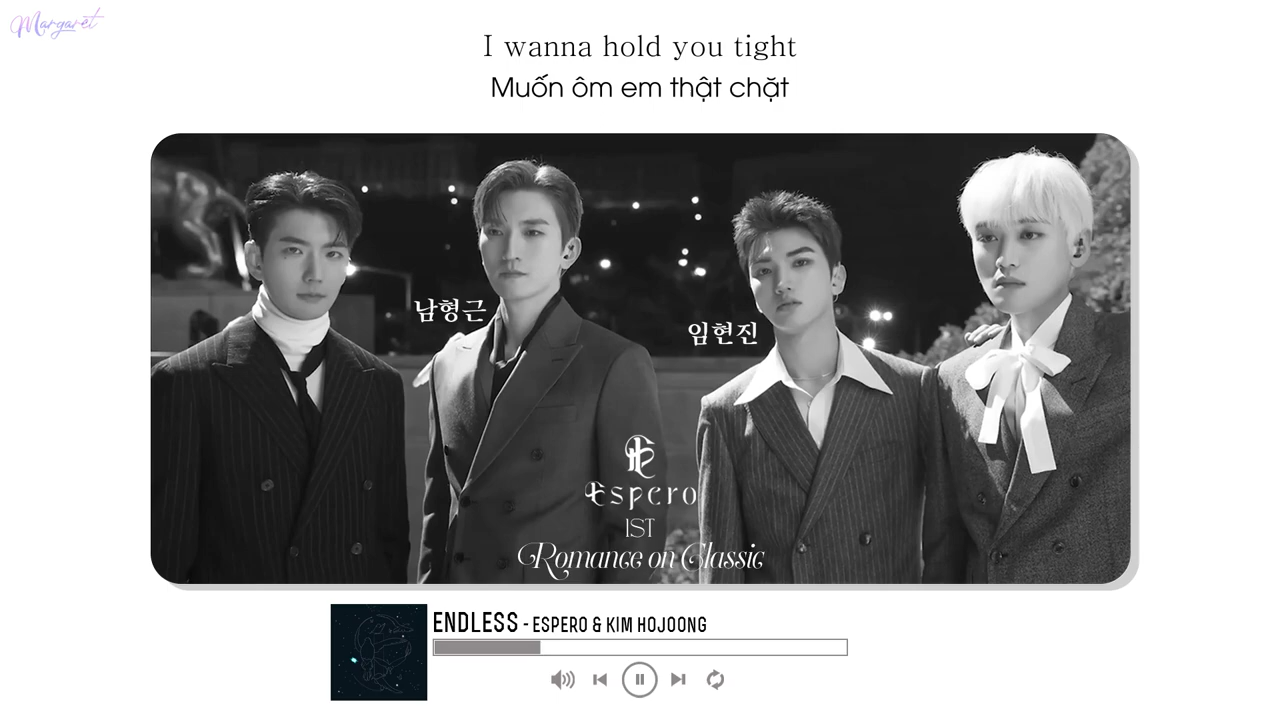 Margaret
I wanna hold you tight
Muốn ôm em thật chặt
남형근
임현진
Espero
1ST
Romance on Classic
ENDLESS - ESPERO & KIM HOJOONG